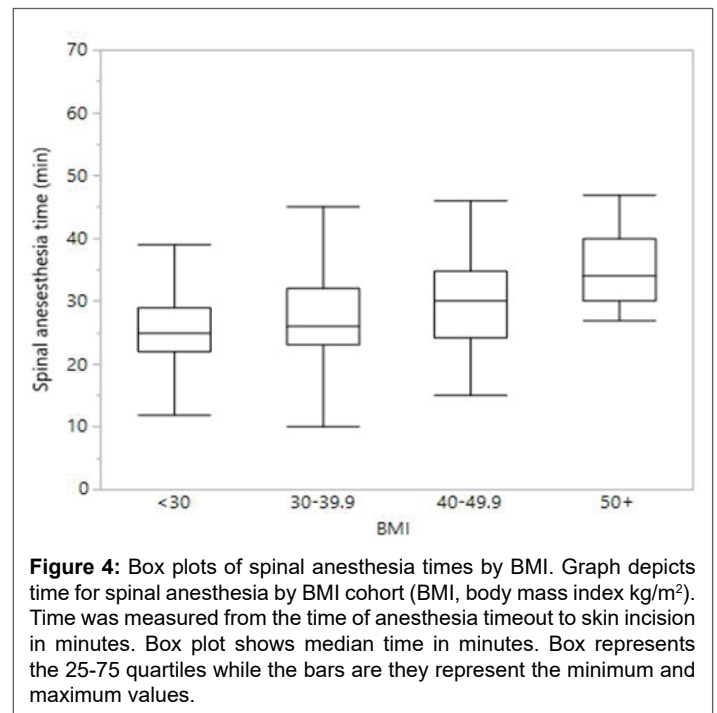 70
60
50
40
30
20
10
0
Spinal anesesthesia time (min)
<30 30-39.9 40-49.9 50+
BMI
Figure 4: Box plots of spinal anesthesia times by BMI. Graph depicts
time for spinal anesthesia by BMI cohort (BMI, body mass index kg/m²).
Time was measured from the time of anesthesia timeout to skin incision
in minutes. Box plot shows median time in minutes. Box represents
the 25-75 quartiles while the bars are they represent the minimum and
maximum values.